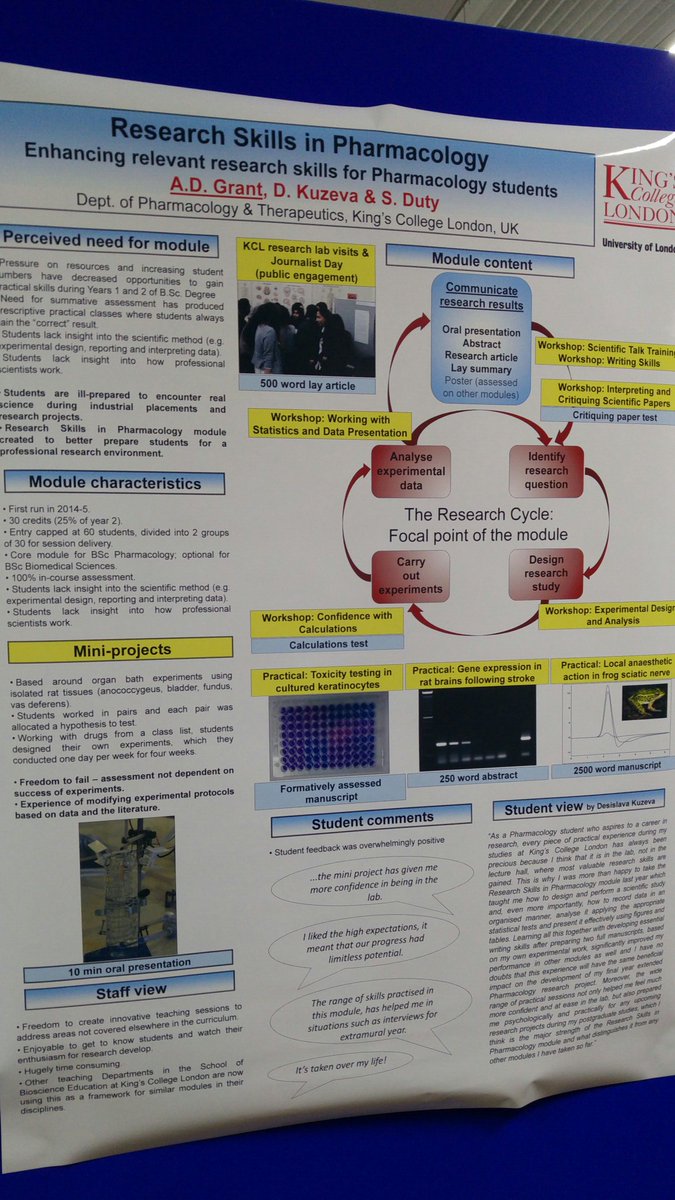 Research Skills in Pharmacology
Enhancing relevant research skills for Pharmacology students
A.D. Grant, D. Kuzeva & S. Duty
Dept. of Pharmacology & Therapeutics, King's College London, UK
KING'S
College
LONDON
University of Lond
Perceived need for module
Pressure on resources and increasing student
numbers have decreased opportunities to gain
practical skills during Years 1 and 2 of B.Sc. Degree
Need for summative assessment has produced
prescriptive practical classes where students always
gain the "correct" result.
Students lack insight into the scientific method (e.g.
experimental design, reporting and interpreting data).
Students lack insight into how professional
scientists work.
• Students are ill-prepared to encounter real
science during industrial placements and
research projects.
• Research Skills in Pharmacology module
created to better prepare students for a
professional research environment.
Module characteristics
• First run in 2014-5.
• 30 credits (25% of year 2).
• Entry capped at 60 students, divided into 2 groups
of 30 for session delivery.
• Core module for BSc Pharmacology; optional for
BSc Biomedical Sciences.
• 100% in-course assessment.
• Students lack insight into the scientific method (e.g.
experimental design, reporting and interpreting data).
• Students lack insight into how professional
scientists work.
Mini-projects
• Based around organ bath experiments using
isolated rat tissues (anococcygeus, bladder, fundus,
vas deferens).
• Students worked in pairs and each pair was
allocated a hypothesis to test.
• Working with drugs from a class list, students
designed their own experiments, which they
conducted one day per week for four weeks.
• Freedom to fail – assessment not dependent on
success of experiments.
• Experience of modifying experimental protocols
based on data and the literature.
10 min oral presentation
Staff view
• Freedom to create innovative teaching sessions to
address areas not covered elsewhere in the curriculum.
• Enjoyable to get to know students and watch their
enthusiasm for research develop.
• Hugely time consuming.
• Other teaching Departments in the School of
Bioscience Education at King's College London are now
using this as a framework for similar modules in their
disciplines.
KCL research lab visits &
Journalist Day
(public engagement)
500 word lay article
Module content
Communicate
research results
Oral presentation
Abstract
Research article
Lay summary
Poster (assessed
on other modules)
Workshop: Scientific Talk Training
Workshop: Writing Skills
Workshop: Interpreting and
Critiquing Scientific Papers
Critiquing paper test
Workshop: Working with
Statistics and Data Presentation
Analyse
experimental
data
Identify
research
question
The Research Cycle:
Focal point of the module
Carry
out
experiments
Design
research
study
Workshop: Confidence with
Calculations
Calculations test
Workshop: Experimental Design
and Analysis
Practical: Toxicity testing in
cultured keratinocytes
Formatively assessed
manuscript
Practical: Gene expression in
rat brains following stroke
250 word abstract
Practical: Local anaesthetic
action in frog sciatic nerve
2500 word manuscript
Student comments
• Student feedback was overwhelmingly positive
...the mini project has given me
more confidence in being in the
lab.
I liked the high expectations, it
meant that our progress had
limitless potential.
The range of skills practised in
this module, has helped me in
situations such as interviews for
extramural year.
It's taken over my life!
Student view by Desislava Kuzeva
"As a Pharmacology student who aspires to a career in
research, every piece of practical experience during my
studies at King's College London has always been
precious because I think that it is in the lab, not in the
lecture hall, where most valuable research skills are
gained. This is why I was more than happy to take the
Research Skills in Pharmacology module last year which
taught me how to design and perform a scientific study
and, even more importantly, how to record data in an
organised manner, analyse it applying the appropriate
statistical tests and present it effectively using figures and
tables. Learning all this together with developing essential
writing skills after preparing two full manuscripts, based
on my own experimental work, significantly improved my
performance in other modules as well and I have no
doubts that this experience will have the same beneficial
impact on the development of my final year extended
Pharmacology research project. Moreover, the wide
range of practical sessions not only helped me feel much
more confident and at ease in the lab, but also prepared
me psychologically and practically for any upcoming
research projects during my postgraduate studies, which I
think is the major strength of the Research Skills in
Pharmacology module and what distinguishes it from any
other modules I have taken so far."